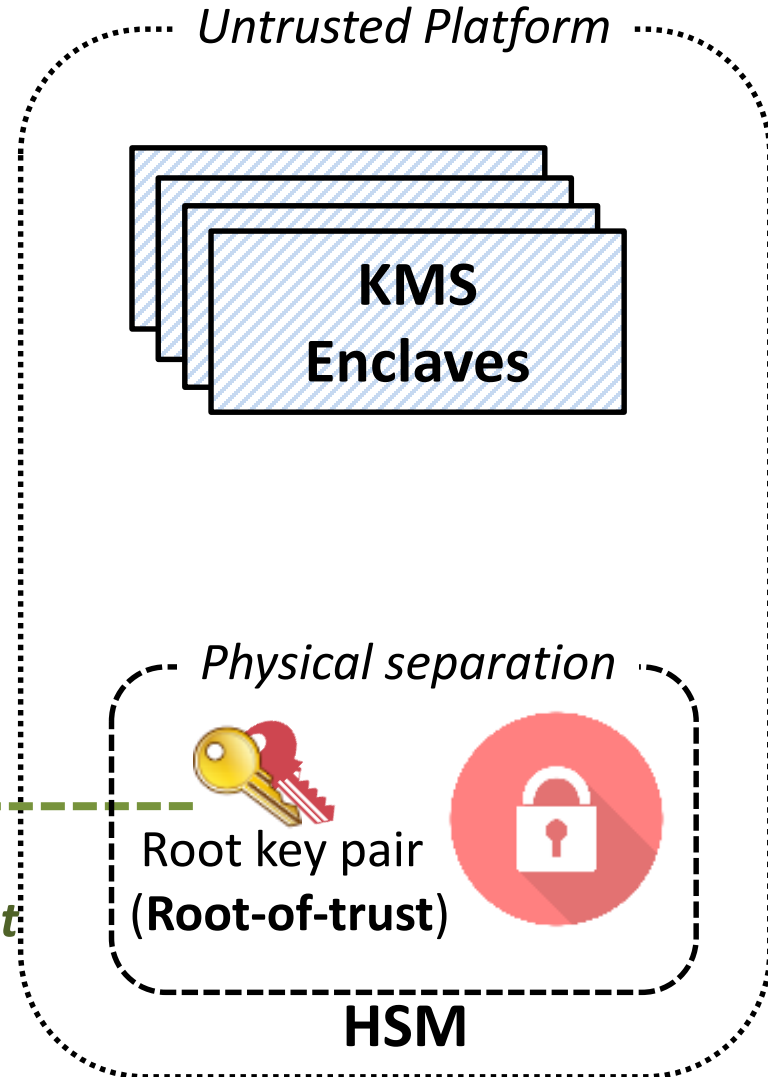 Untrusted Platform
KMS
Enclaves
Physical separation
Root key pair
(Root-of-trust)
t
HSM